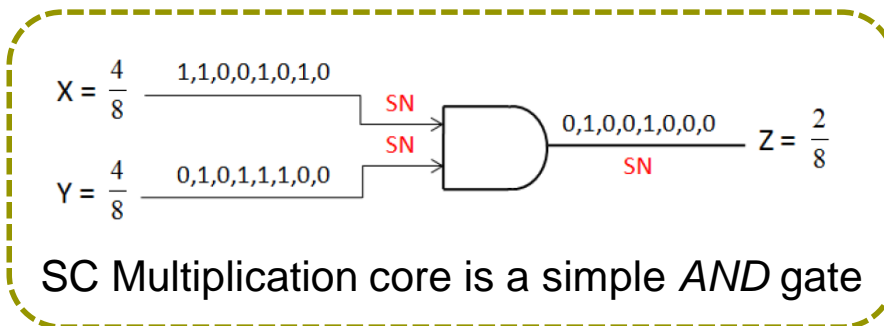 X = 4/8
1,1,0,0,1,0,1,0
SN
SN
Y = 4/8
0,1,0,1,1,1,0,0
0,1,0,0,1,0,0,0
SN
Z = 2/8
SC Multiplication core is a simple AND gate